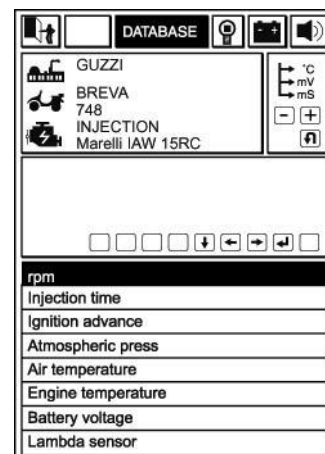 DATABASE
GUZZI
BREVA
748
INJECTION
Marelli IAW 15RC
°C
mV
mS
rpm
Injection time
Ignition advance
Atmospheric press
Air temperature
Engine temperature
Battery voltage
Lambda sensor